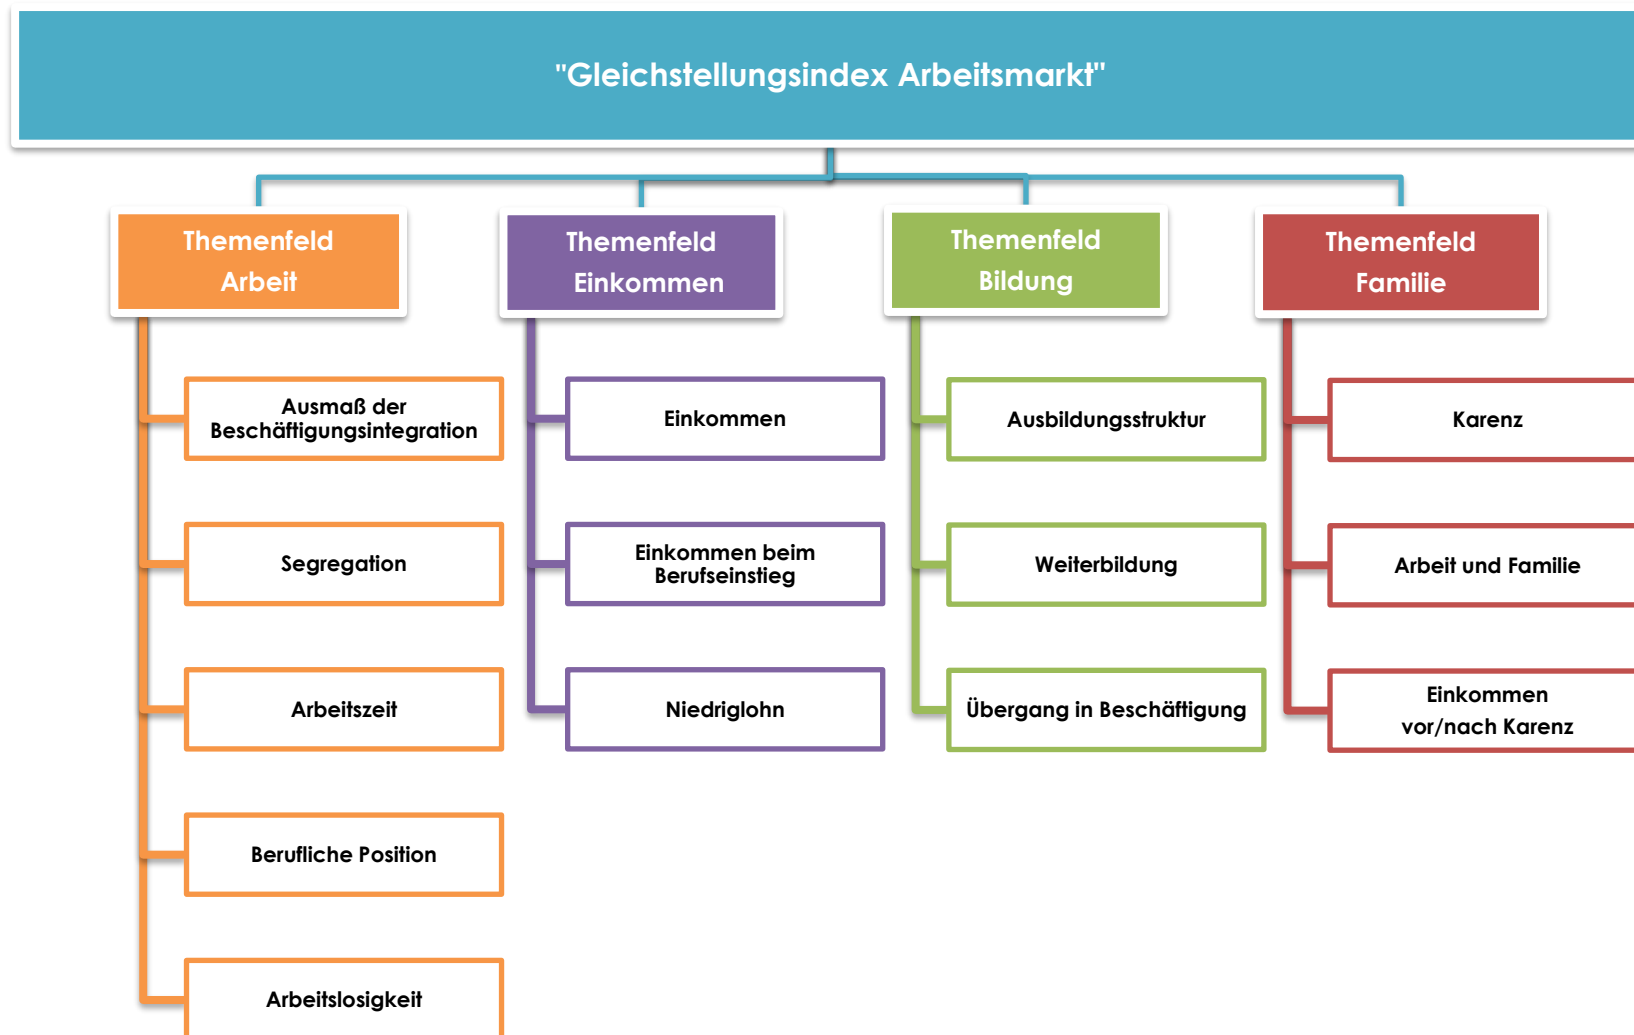 "Gleichstellungsindex Arbeitsmarkt"
Themenfeld
Arbeit
Ausmaß der
Beschäftigungsintegration
Segregation
Arbeitszeit
Berufliche Position
Arbeitslosigkeit
Themenfeld
Einkommen
Einkommen
Einkommen beim
Berufseinstieg
Niedriglohn
Themenfeld
Bildung
Ausbildungsstruktur
Weiterbildung
Übergang in Beschäftigung
Themenfeld
Familie
Karenz
Arbeit und Familie
Einkommen
vor/nach Karenz